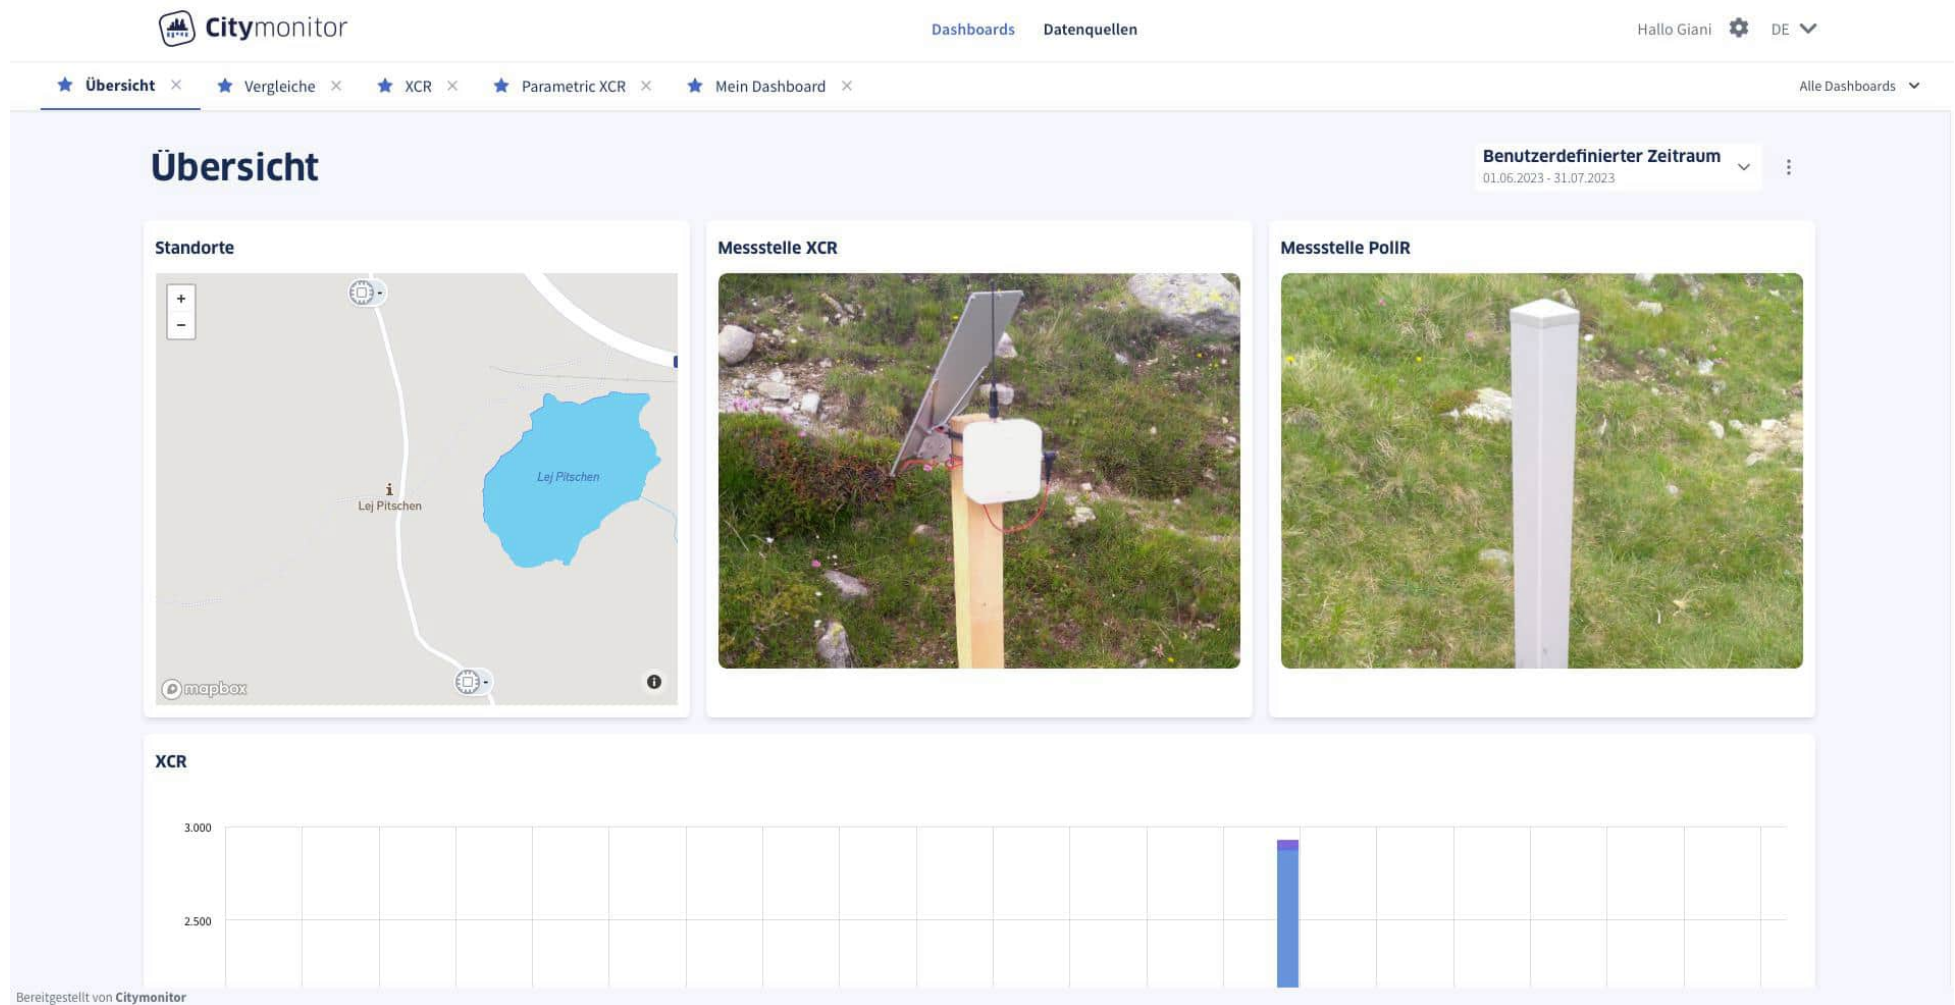 Citymonitor
Dashboards
Datenquellen
Hallo Giani
DE
Übersicht
Vergleiche
XCR
Parametric XCR
Mein Dashboard
Alle Dashboards
Übersicht
Benutzerdefinierter Zeitraum
01.06.2023 - 31.07.2023
Standorte
+
-
-
Lej Pitschen
i
Lej Pitschen
-
mapbox
i
Messstelle XCR
Messstelle PollR
XCR
3.000
2.500
Bereitgestellt von Citymonitor